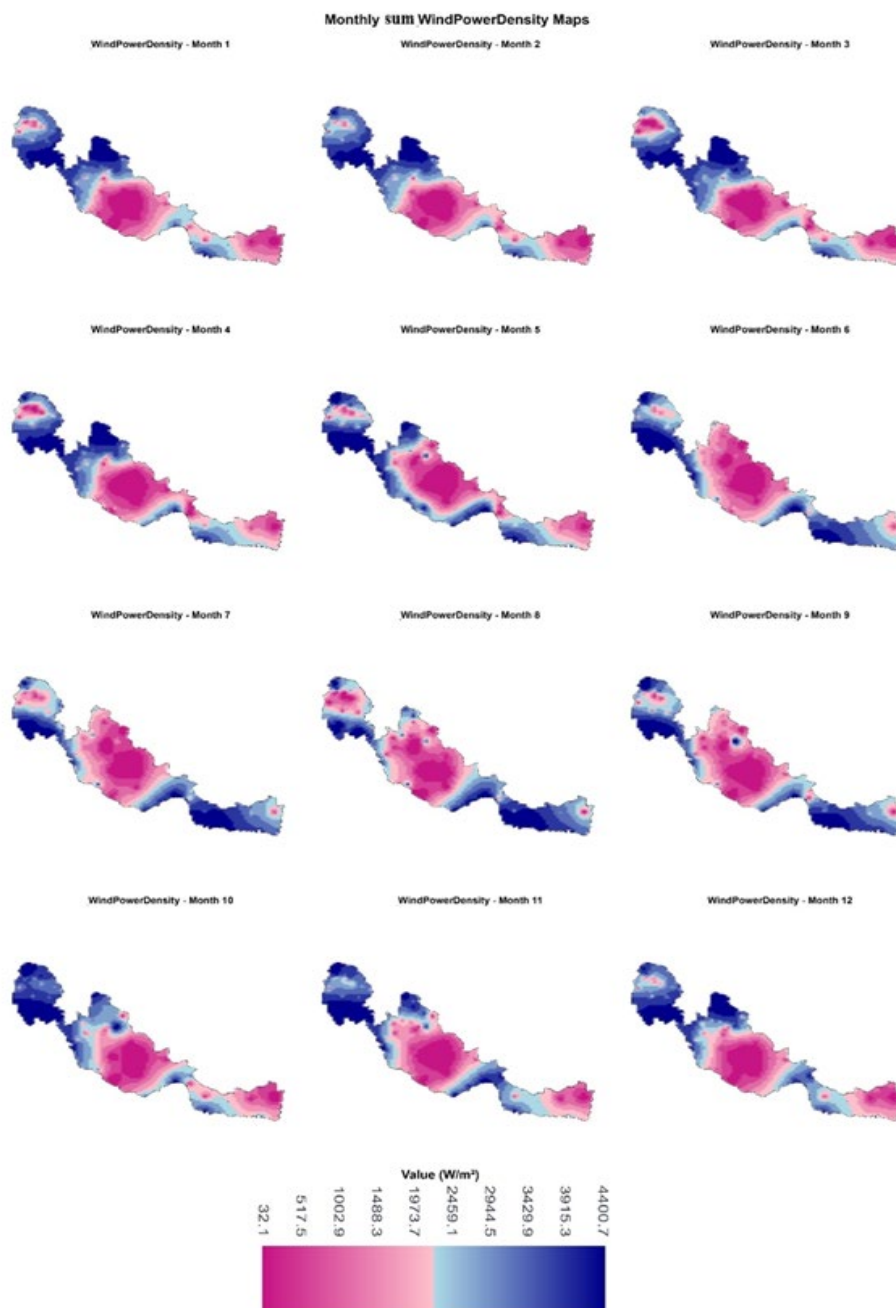 Monthly sum WindPowerDensity Maps
WindPowerDensity - Month 1
WindPowerDensity - Month 2
WindPowerDensity - Month 3
WindPowerDensity - Month 4
WindPowerDensity - Month 5
WindPowerDensity - Month 6
WindPowerDensity - Month 7
WindPowerDensity - Month 8
WindPowerDensity - Month 9
WindPowerDensity - Month 10
WindPowerDensity - Month 11
WindPowerDensity - Month 12
Value (W/m²)
32.1
517.5
1002.9
1488.3
1973.7
2459.1
2944.5
3429.9
3915.3
4400.7